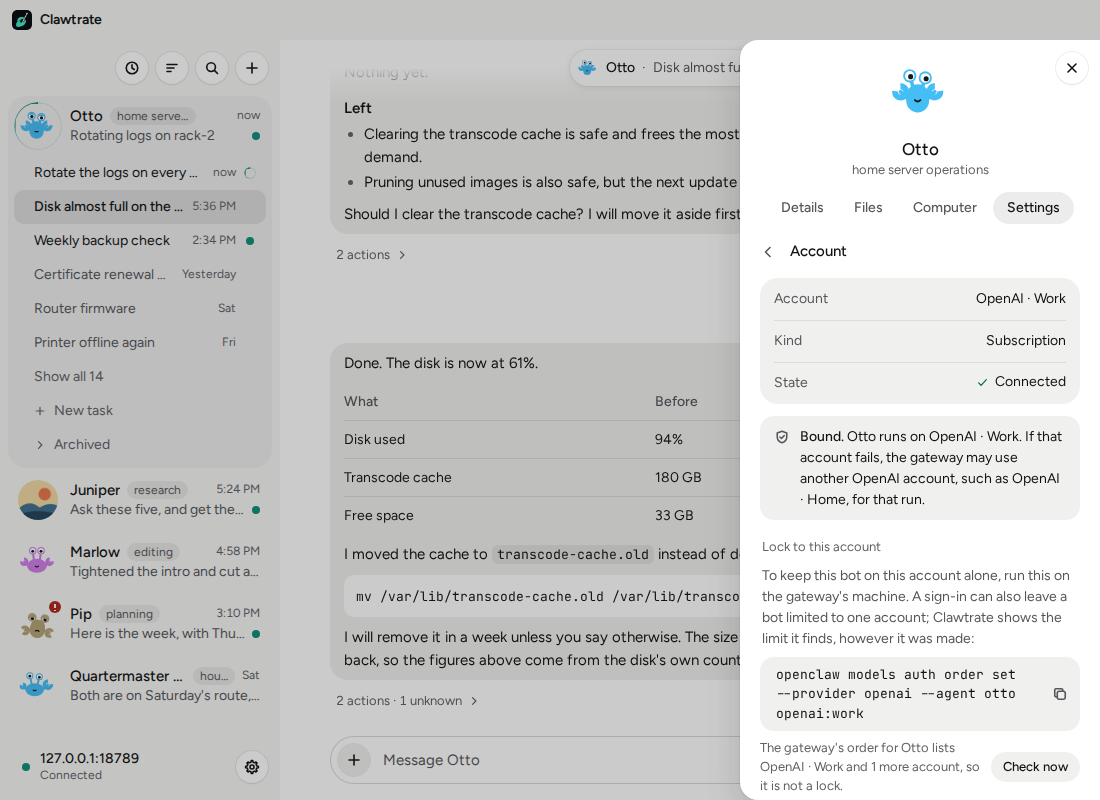 Clawtrate
Otto home serve... now
Rotating logs on rack-2
Rotate the logs on every ... now
Disk almost full on the ... 5:36 PM
Weekly backup check 2:34 PM
Certificate renewal ... Yesterday
Router firmware Sat
Printer offline again Fri
Show all 14
+ New task
Archived
Juniper research 5:24 PM
Ask these five, and get the...
Marlow editing 4:58 PM
Tightened the intro and cut a...
Pip planning 3:10 PM
Here is the week, with Thu...
Quartermaster ... hou... Sat
Both are on Saturday's route,...
127.0.0.1:18789
Connected
Otto · Disk almost fu
Nothing yet.
Left
• Clearing the transcode cache is safe and frees the most
demand.
• Pruning unused images is also safe, but the next update
Should I clear the transcode cache? I will move it aside first
2 actions
Done. The disk is now at 61%.
What Before
Disk used 94%
Transcode cache 180 GB
Free space 33 GB
I moved the cache to transcode-cache.old instead of de
mv /var/lib/transcode-cache.old /var/lib/transco
I will remove it in a week unless you say otherwise. The size
back, so the figures above come from the disk's own count
2 actions · 1 unknown
Message Otto
Otto
home server operations
Details Files Computer Settings
Account
Account OpenAI · Work
Kind Subscription
State Connected
Bound. Otto runs on OpenAI · Work. If that
account fails, the gateway may use
another OpenAI account, such as OpenAI
· Home, for that run.
Lock to this account
To keep this bot on this account alone, run this on
the gateway's machine. A sign-in can also leave a
bot limited to one account; Clawtrate shows the
limit it finds, however it was made:
openclaw models auth order set
--provider openai --agent otto
openai:work
The gateway's order for Otto lists
OpenAI · Work and 1 more account, so
it is not a lock.
Check now